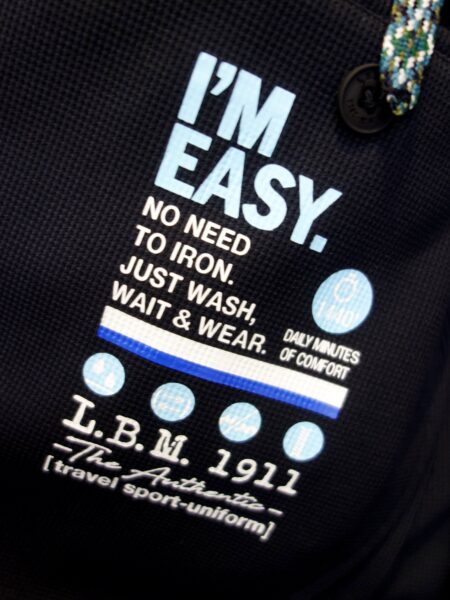 I'M
EASY.
NO NEED
TO IRON.
JUST WASH,
WAIT & WEAR.
1440
DAILY MINUTES
OF COMFORT
L.B.M. 1911
–The Authentic–
[travel sport-uniform]